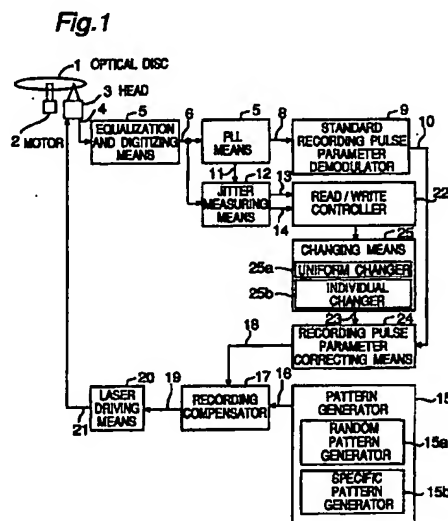 Fig.1
1 OPTICAL DISC
3 HEAD
4
2 MOTOR
5
EQUALIZATION
AND DIGITIZING
MEANS
6
5
PLL
MEANS
8
9
STANDARD
RECORDING PULSE
PARAMETER
DEMODULATOR
10
11
12
JITTER
MEASURING
MEANS
13
14
READ / WRITE
CONTROLLER
22
25
CHANGING MEANS
25a
UNIFORM CHANGER
25b
INDIVIDUAL
CHANGER
23
24
RECORDING PULSE
PARAMETER
CORRECTING MEANS
18
20
LASER
DRIVING
MEANS
21
19
17
RECORDING
COMPENSATOR
16
PATTERN
GENERATOR
15
RANDOM
PATTERN
GENERATOR
15a
SPECIFIC
PATTERN
GENERATOR
15b